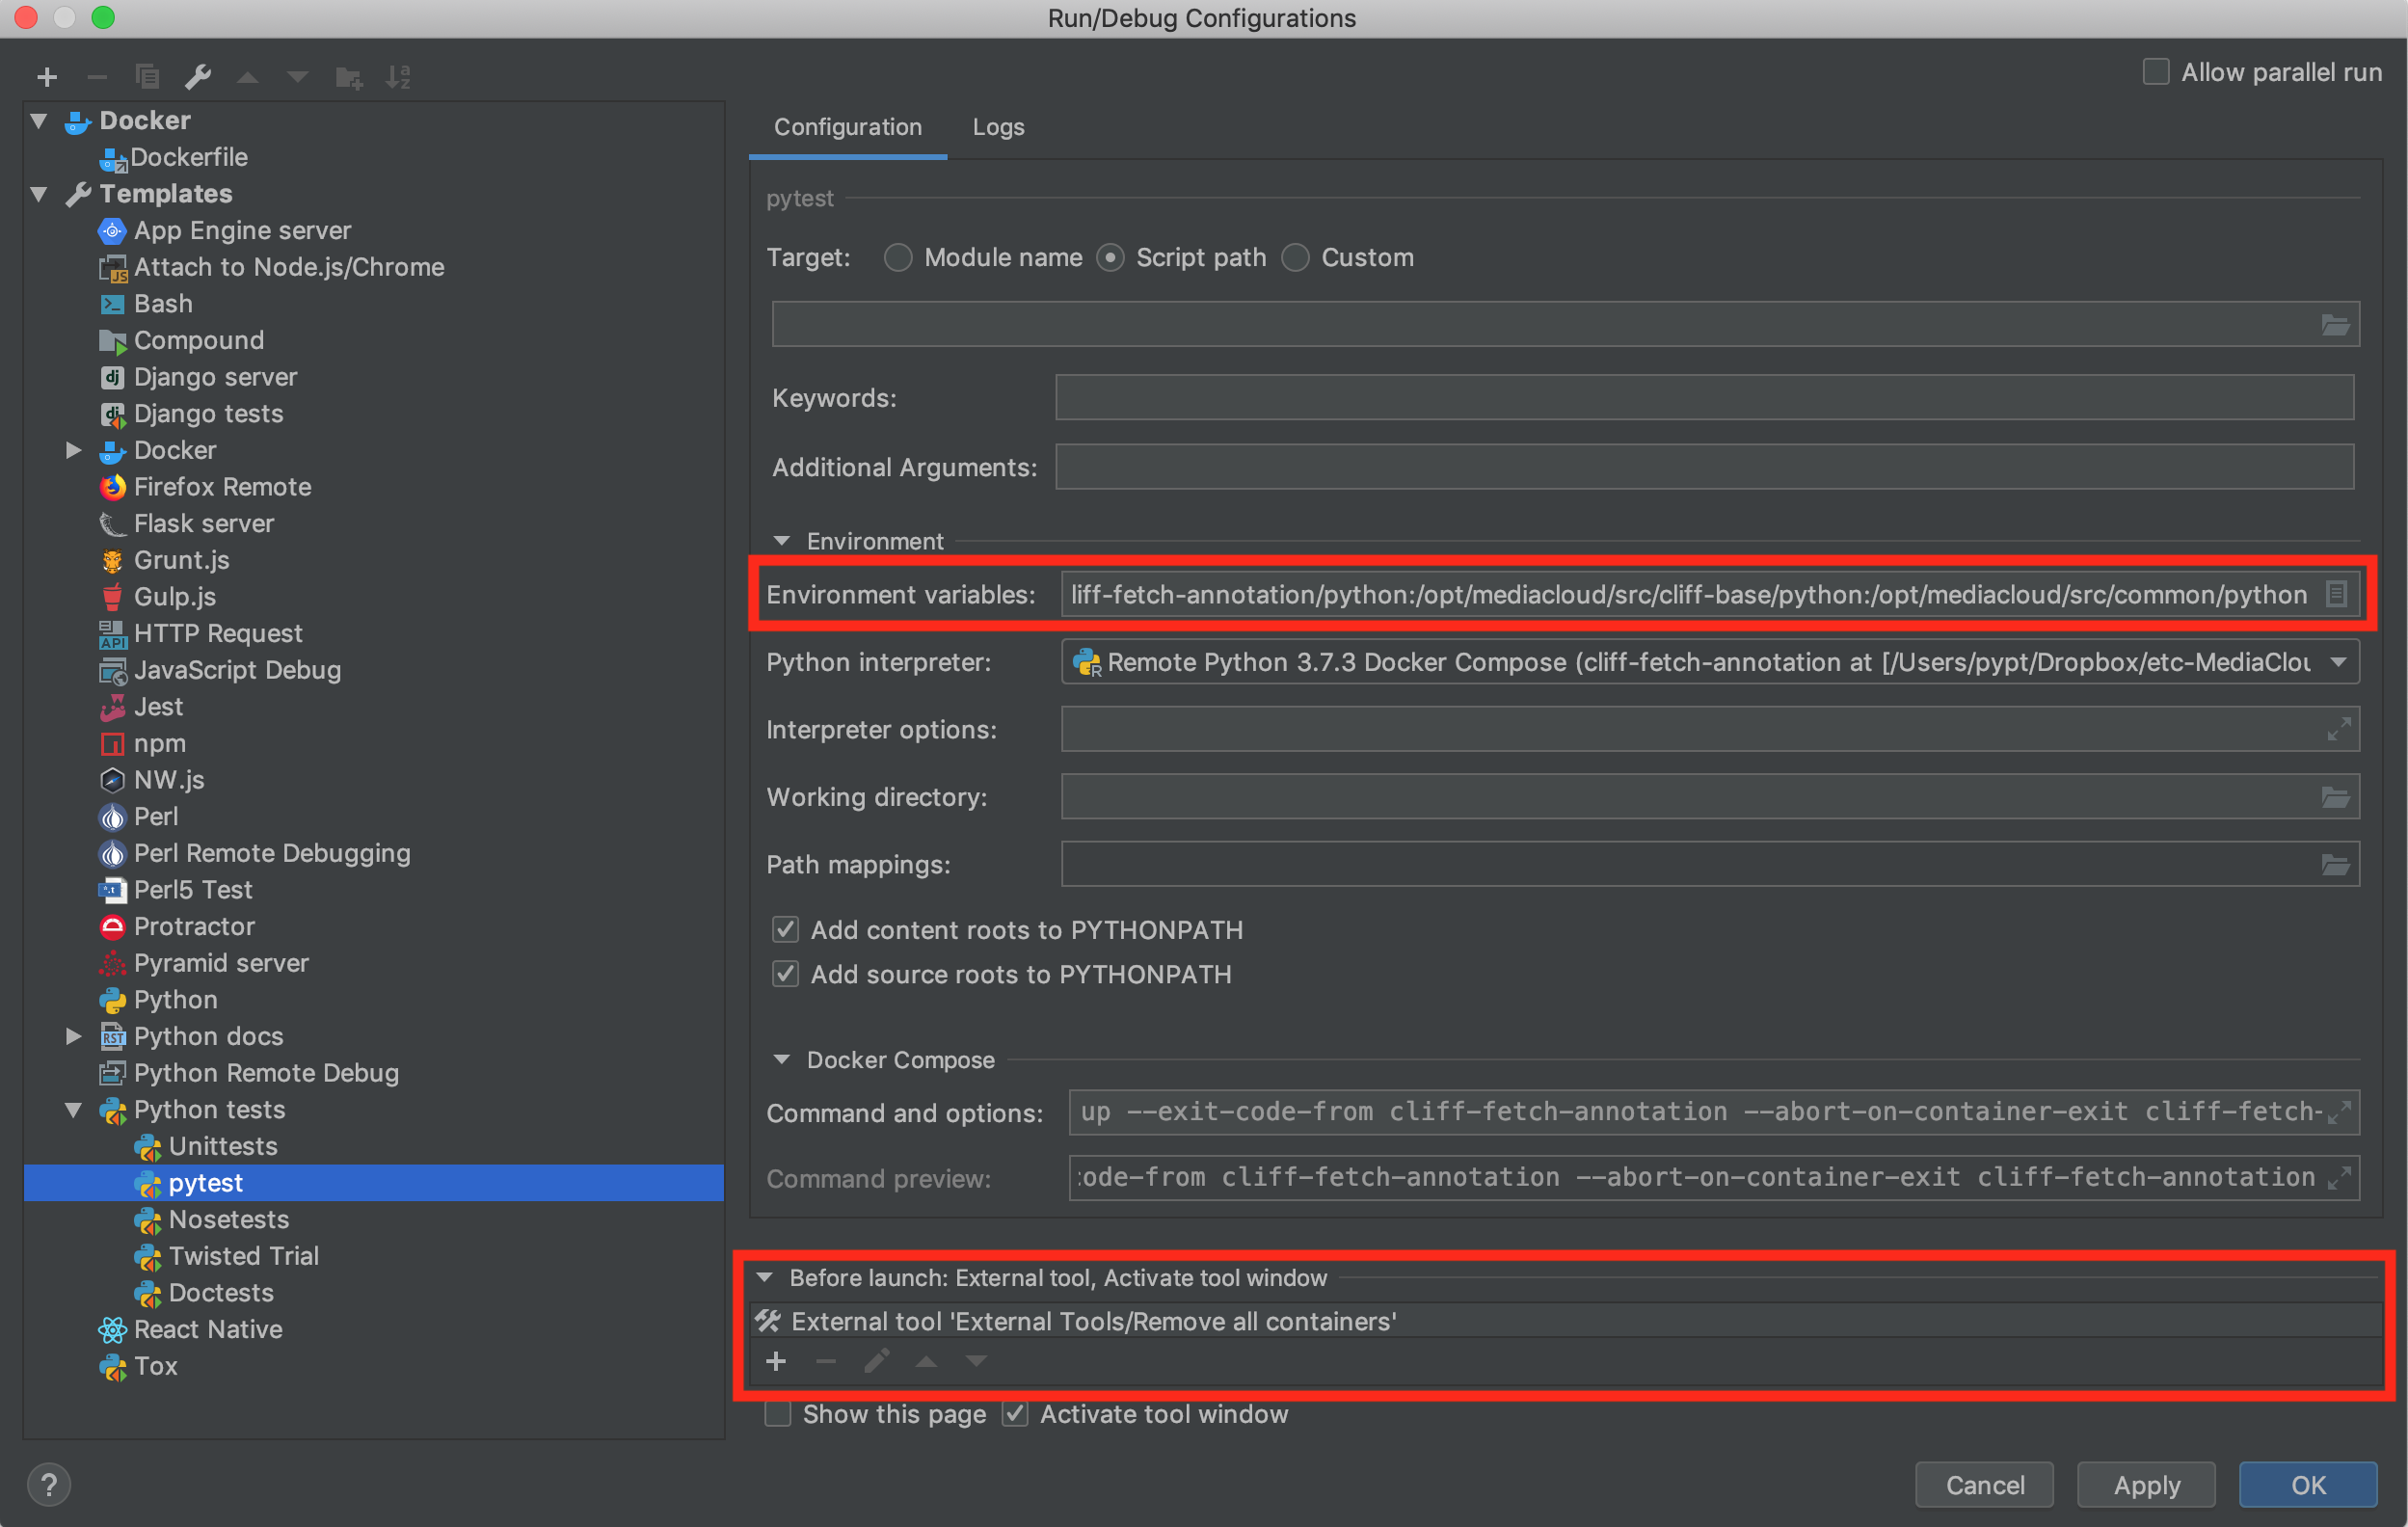 Run/Debug Configurations
Allow parallel run
Docker
Dockerfile
Templates
App Engine server
Attach to Node.js/Chrome
Bash
Compound
Django server
Django tests
Docker
Firefox Remote
Flask server
Grunt.js
Gulp.js
HTTP Request
JavaScript Debug
Jest
npm
NW.js
Perl
Perl Remote Debugging
Perl5 Test
Protractor
Pyramid server
Python
Python docs
Python Remote Debug
Python tests
Unittests
pytest
Nosetests
Twisted Trial
Doctests
React Native
Tox
Configuration Logs
pytest
Target: Module name Script path Custom
Keywords:
Additional Arguments:
Environment
Environment variables: liff-fetch-annotation/python:/opt/mediacloud/src/cliff-base/python:/opt/mediacloud/src/common/python
Python interpreter: Remote Python 3.7.3 Docker Compose (cliff-fetch-annotation at [/Users/pypt/Dropbox/etc-MediaClou
Interpreter options:
Working directory:
Path mappings:
Add content roots to PYTHONPATH
Add source roots to PYTHONPATH
Docker Compose
Command and options: up --exit-code-from cliff-fetch-annotation --abort-on-container-exit cliff-fetch-
Command preview: :ode-from cliff-fetch-annotation --abort-on-container-exit cliff-fetch-annotation
Before launch: External tool, Activate tool window
External tool 'External Tools/Remove all containers'
Show this page Activate tool window
? Cancel Apply OK